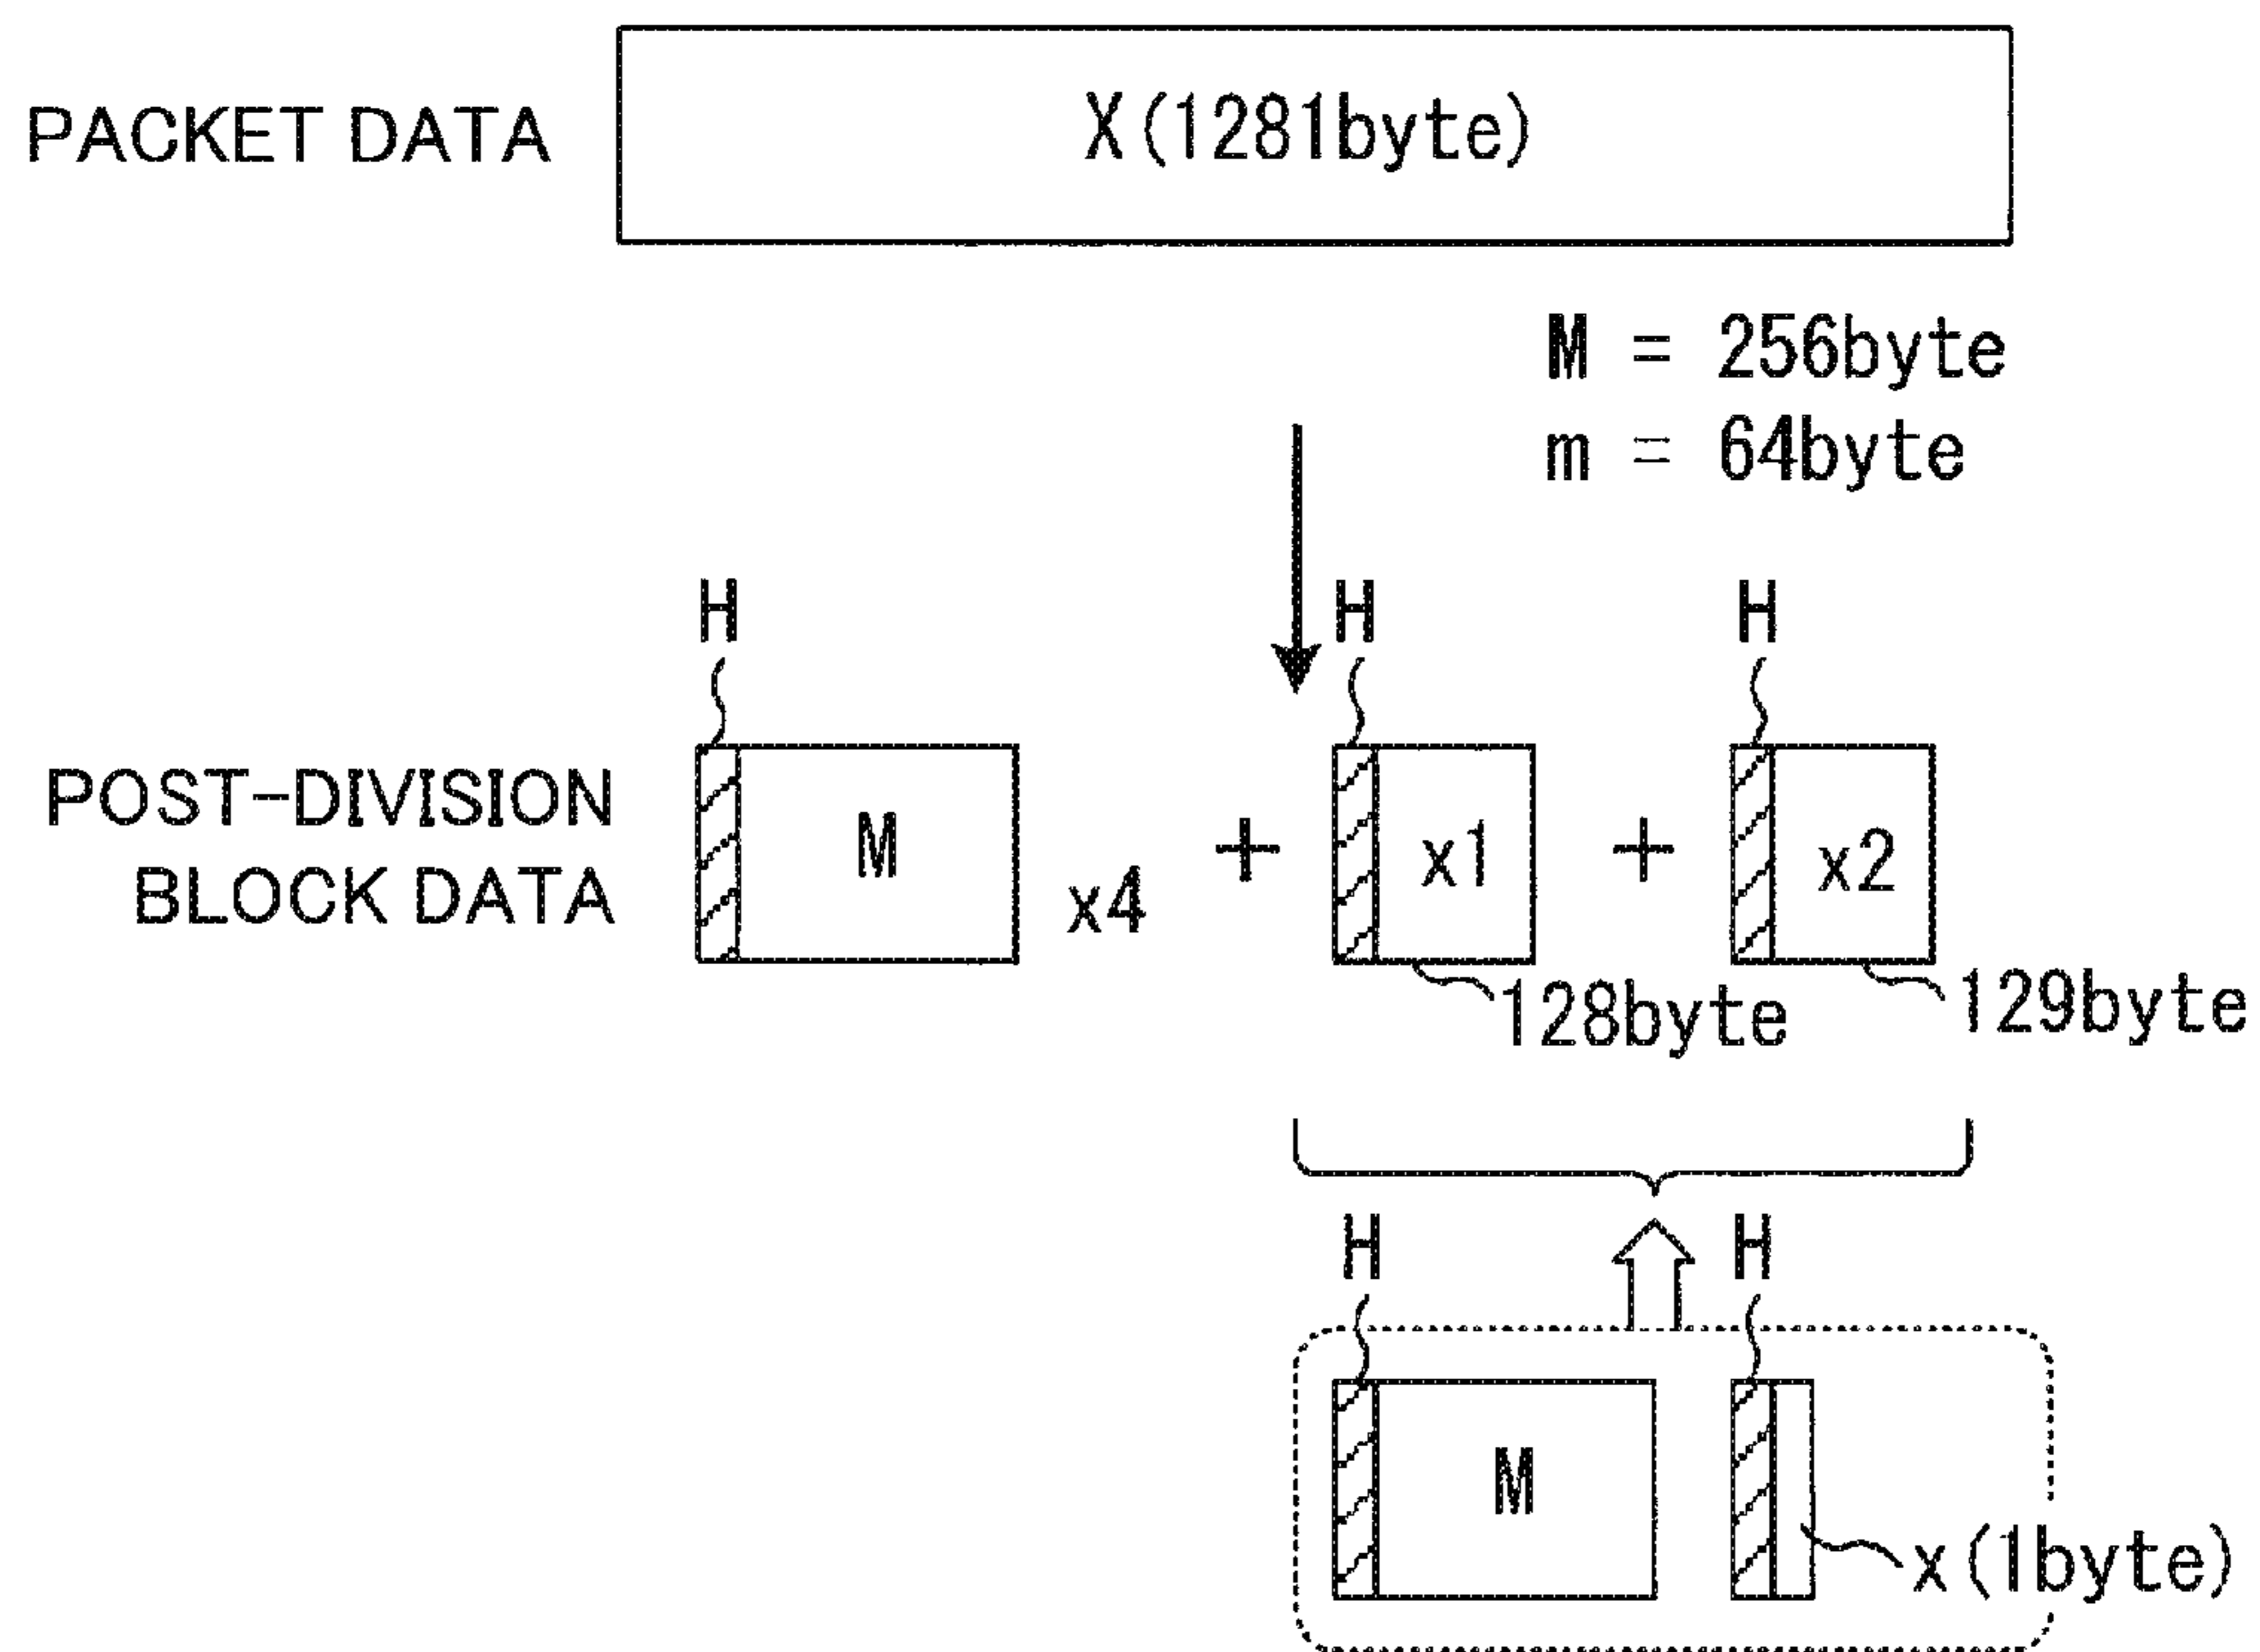 PACKET DATA
X(1281byte)
M = 256byte
m = 64byte
H
H
H
POST-DIVISION
BLOCK DATA
M
x4
+
x1
+
x2
128byte
129byte
H
H
M
x(1byte)